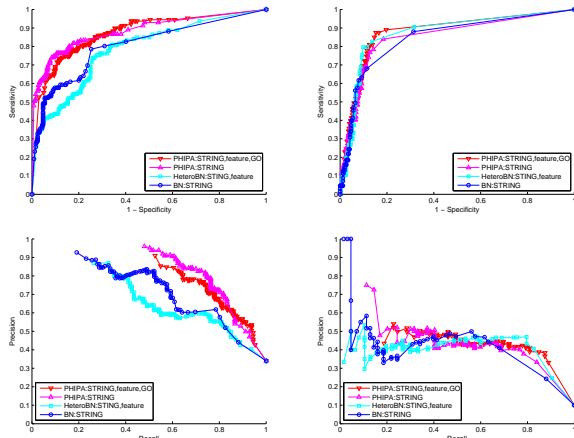 1
0.9
0.8
0.7
0.6
0.5
0.4
0.3
0.2
0.1
0
Sensitivity
0 0.2 0.4 0.6 0.8 1
1 − Specificity
PHIPA:STRING,feature,GO
PHIPA:STRING
HeteroBN:STING,feature
BN:STRING
1
0.9
0.8
0.7
0.6
0.5
0.4
0.3
0.2
0.1
0
Sensitivity
0 0.2 0.4 0.6 0.8 1
1 − Specificity
PHIPA:STRING,feature,GO
PHIPA:STRING
HeteroBN:STING,feature
BN:STRING
1
0.9
0.8
0.7
0.6
0.5
0.4
0.3
0.2
0.1
0
Precision
0 0.2 0.4 0.6 0.8 1
Recall
PHIPA:STRING,feature,GO
PHIPA:STRING
HeteroBN:STING,feature
BN:STRING
1
0.9
0.8
0.7
0.6
0.5
0.4
0.3
0.2
0.1
0
Precision
0 0.2 0.4 0.6 0.8 1
Recall
PHIPA:STRING,feature,GO
PHIPA:STRING
HeteroBN:STING,feature
BN:STRING